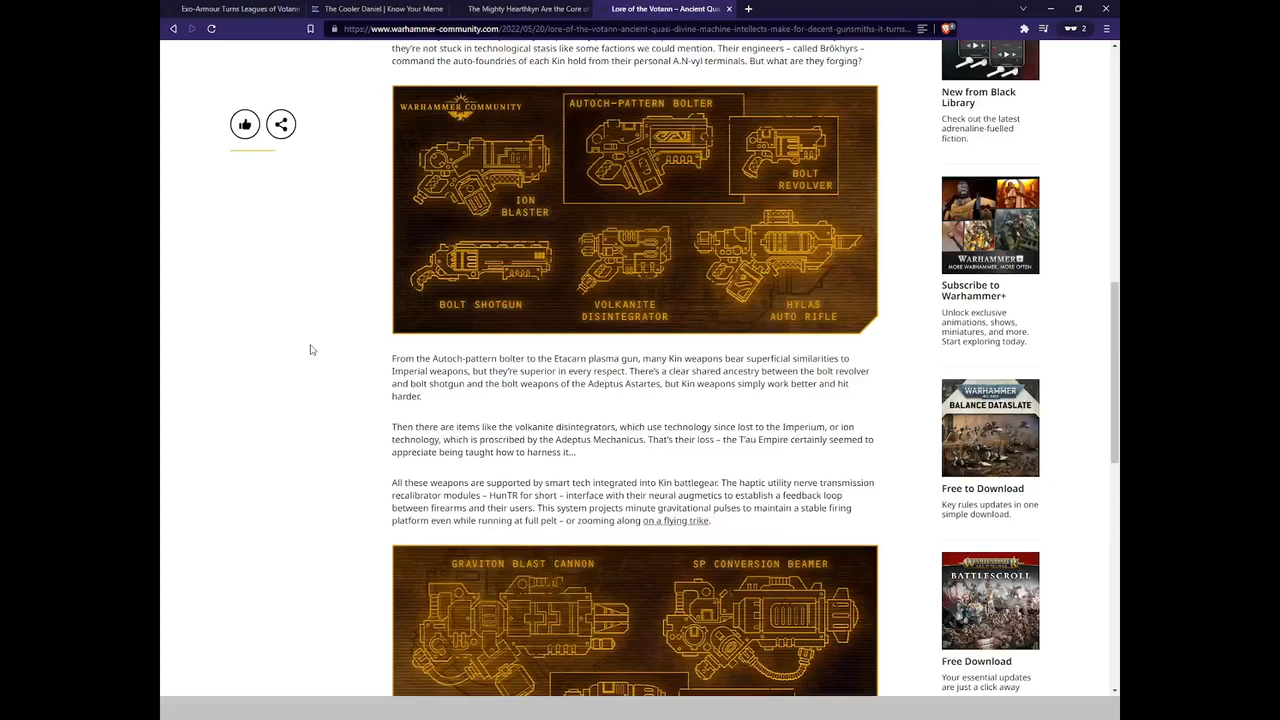 Exo-Armour Turns Leagues of Votann
The Cooler Daniel | Know Your Meme
The Mighty Hearthkyn Are the Core o
Lore of the Votann – Ancient Qua
https://www.warhammer-community.com/2022/05/20/lore-of-the-votann-ancient-quasi-divine-machine-intellects-make-for-decent-gunsmiths-it-turns...
2
they're not stuck in technological stasis like some factions we could mention. Their engineers – called Brôkhyrs –
command the auto-foundries of each Kin hold from their personal A.N-vyl terminals. But what are they forging?
WARHAMMER COMMUNITY
AUTOCH-PATTERN BOLTER
BOLT
REVOLVER
ION
BLASTER
BOLT SHOTGUN
VOLKANITE
DISINTEGRATOR
HYLAS
AUTO RIFLE
From the Autoch-pattern bolter to the Etacarn plasma gun, many Kin weapons bear superficial similarities to
Imperial weapons, but they're superior in every respect. There's a clear shared ancestry between the bolt revolver
and bolt shotgun and the bolt weapons of the Adeptus Astartes, but Kin weapons simply work better and hit
harder.
Then there are items like the volkanite disintegrators, which use technology since lost to the Imperium, or ion
technology, which is proscribed by the Adeptus Mechanicus. That's their loss – the T'au Empire certainly seemed to
appreciate being taught how to harness it...
All these weapons are supported by smart tech integrated into Kin battlegear. The haptic utility nerve transmission
recalibrator modules – HunTR for short – interface with their neural augmetics to establish a feedback loop
between firearms and their users. This system projects minute gravitational pulses to maintain a stable firing
platform even while running at full pelt – or zooming along on a flying trike.
GRAVITON BLAST CANNON
SP CONVERSION BEAMER
New from Black
Library
Check out the latest
adrenaline-fuelled
fiction.
WARHAMMER+
MORE WARHAMMER. MORE OFTEN.
Subscribe to
Warhammer+
Unlock exclusive
animations, shows,
miniatures, and more.
Start exploring today.
WARHAMMER
40,000
BALANCE DATASLATE
Free to Download
Key rules updates in one
simple download.
WARHAMMER
AGE OF SIGMAR
BATTLESCROLL
Free Download
Your essential updates
are just a click away